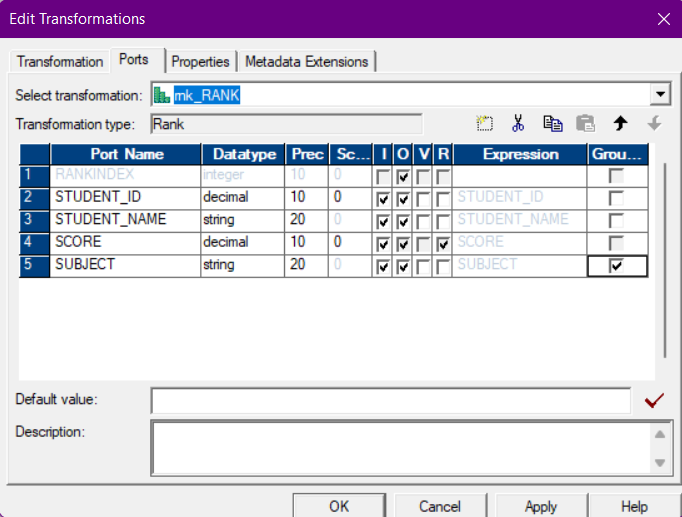 Edit Transformations
Transformation Ports Properties Metadata Extensions
Select transformation: rnk_RANK
Transformation type: Rank
Port Name Datatype Prec Sc... I O V R Expression Grou...
1 RANKINDEX integer 10 0
2 STUDENT_ID decimal 10 0 STUDENT_ID
3 STUDENT_NAME string 20 0 STUDENT_NAME
4 SCORE decimal 10 0 SCORE
5 SUBJECT string 20 0 SUBJECT
Default value:
Description:
OK Cancel Apply Help